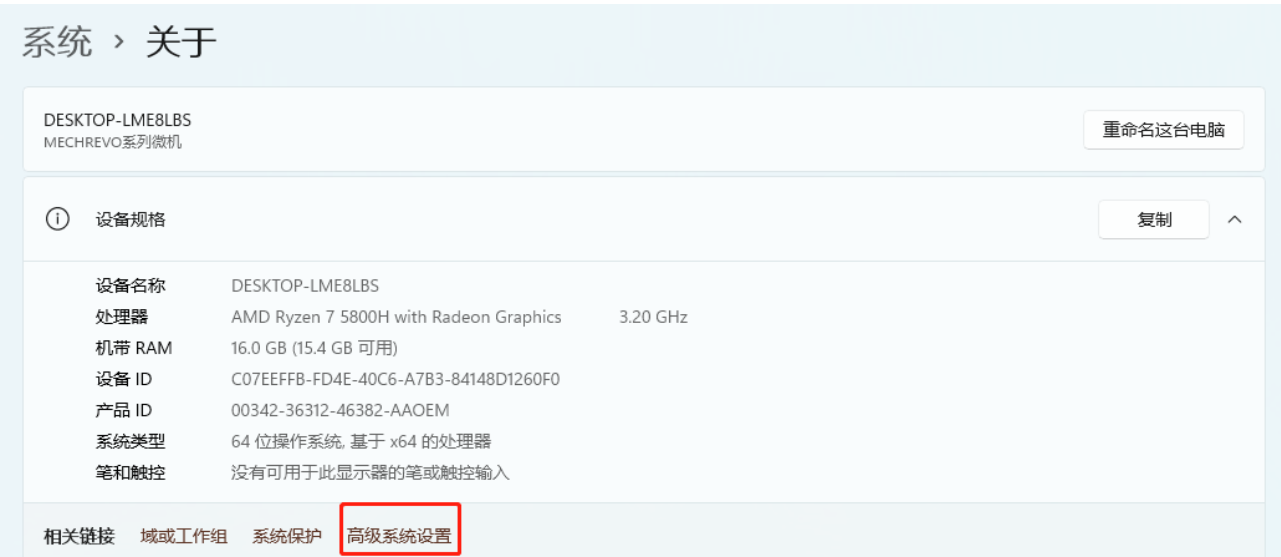 系统 › 关于
DESKTOP-LME8LBS
MECHREVO系列微机
重命名这台电脑
设备规格
复制
设备名称 DESKTOP-LME8LBS
处理器 AMD Ryzen 7 5800H with Radeon Graphics 3.20 GHz
机带 RAM 16.0 GB (15.4 GB 可用)
设备 ID C07EEFFB-FD4E-40C6-A7B3-84148D1260F0
产品 ID 00342-36312-46382-AAOEM
系统类型 64 位操作系统, 基于 x64 的处理器
笔和触控 没有可用于此显示器的笔或触控输入
相关链接 域或工作组 系统保护 高级系统设置